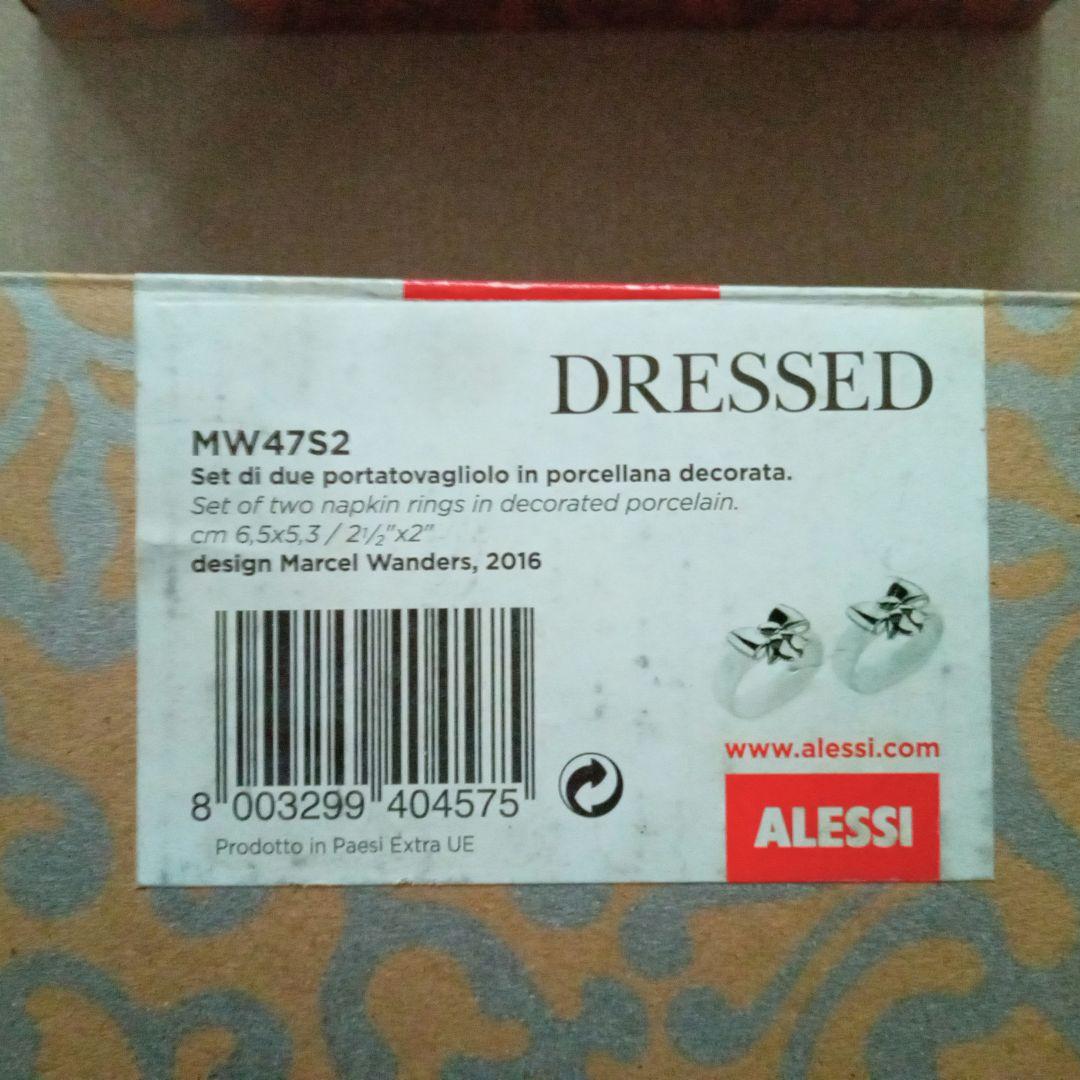 DRESSED
MW47S2
Set di due portatovagliolo in porcellana decorata.
Set of two napkin rings in decorated porcelain.
cm 6,5x5,3 / 2½"x2"
design Marcel Wanders, 2016
www.alessi.com
ALESSI
8 003299 404575
Prodotto in Paesi Extra UE